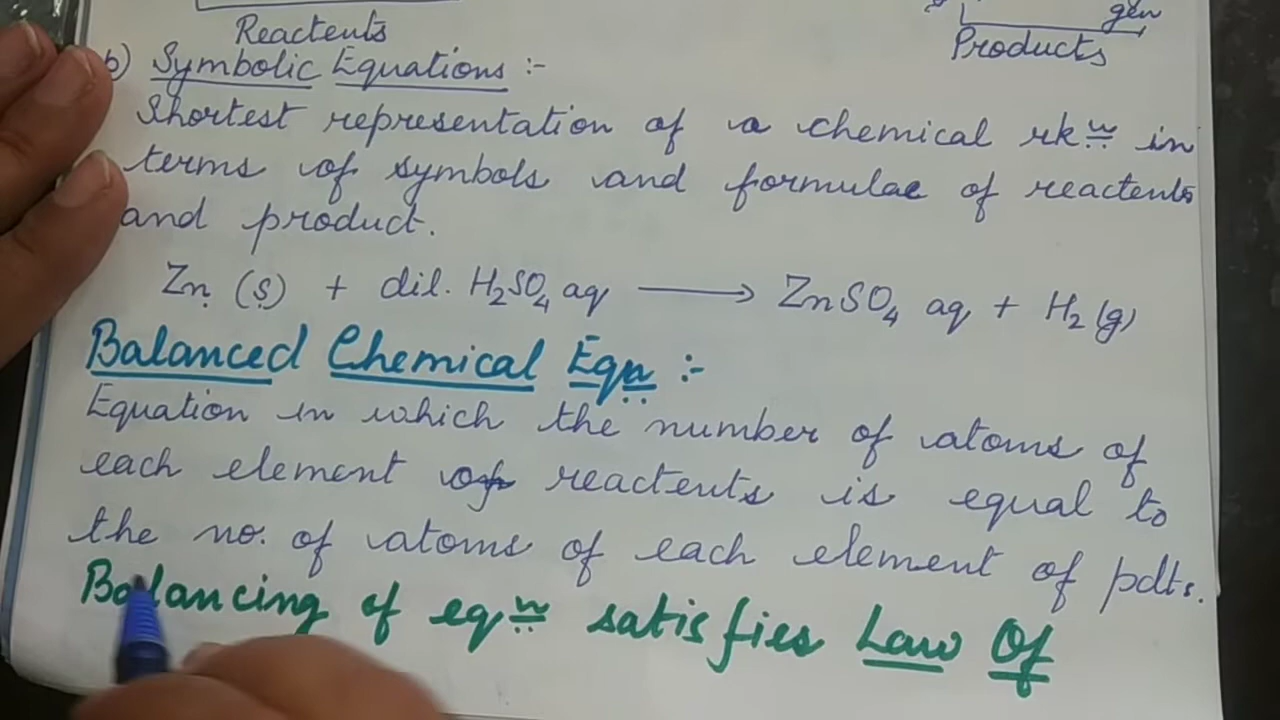 Reactents
gen
Products
b) Symbolic Equations :-
Shortest representation of a chemical rkn in
terms of symbols and formulae of reactents
and product.
Zn (s) + dil. H₂SO₄ aq ⟶ ZnSO₄ aq + H₂ (g)
Balanced Chemical Eqn :-
Equation in which the number of atoms of
each element of reactents is equal to
the no. of atoms of each element of pdts.
Balancing of eqn satisfies Law Of